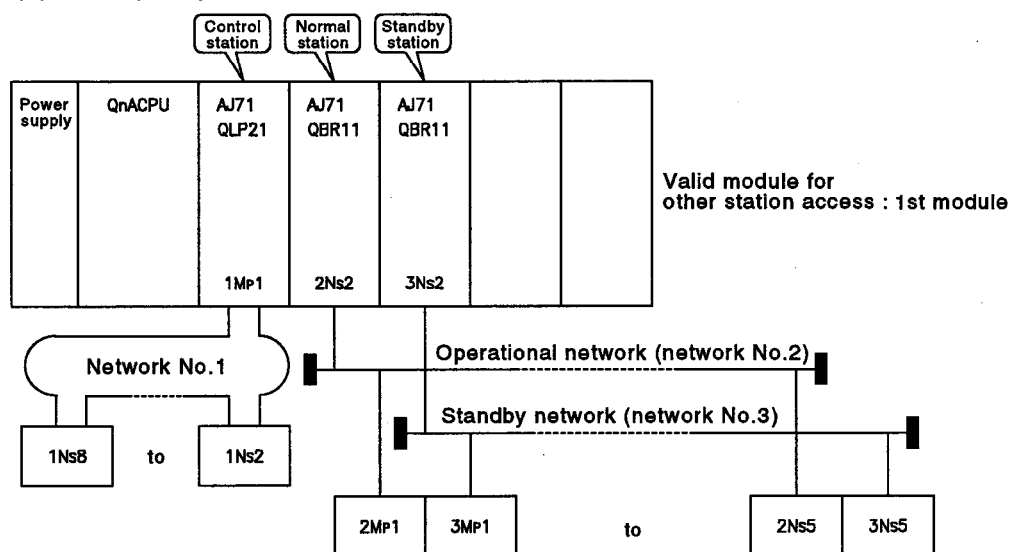 Control
station
Normal
station
Standby
station
Power
supply
QnACPU
AJ71
QLP21
AJ71
QBR11
AJ71
QBR11
Valid module for
other station access : 1st module
1MP1
2NS2
3NS2
Network No.1
Operational network (network No.2)
Standby network (network No.3)
1NS8
to
1NS2
2MP1
3MP1
to
2NS5
3NS5